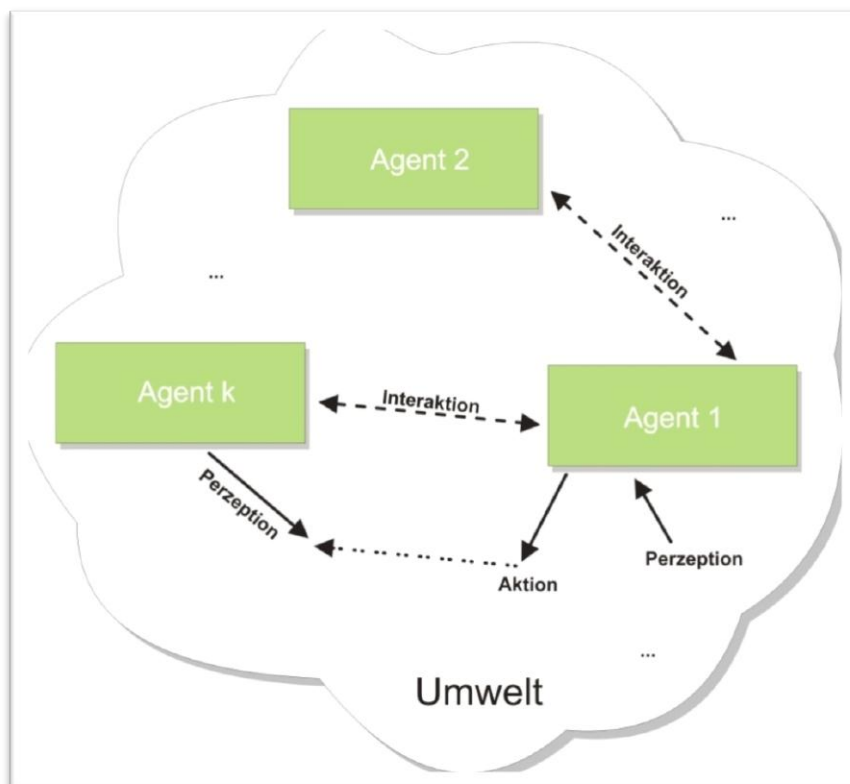 Agent 2
Interaktion
...
...
Agent k
Interaktion
Agent 1
Perzeption
Aktion
Perzeption
...
Umwelt